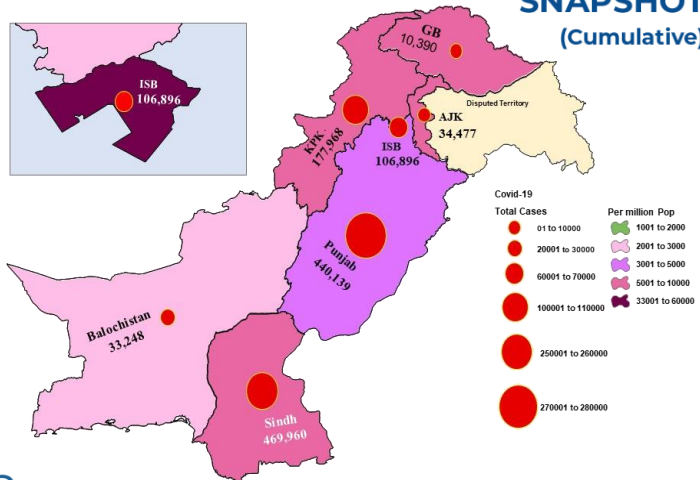 SNAPSHOT
(Cumulative)
ISB
106,896
GB
10,390
Disputed Territory
AJK
34,477
KPK.
177,968
ISB
106,896
Punjab
440,139
Balochistan
33,248
Sindh
469,960
Covid-19
Total Cases
01 to 10000
20001 to 30000
60001 to 70000
100001 to 110000
250001 to 260000
270001 to 280000
Per million Pop
1001 to 2000
2001 to 3000
3001 to 5000
5001 to 10000
33001 to 60000